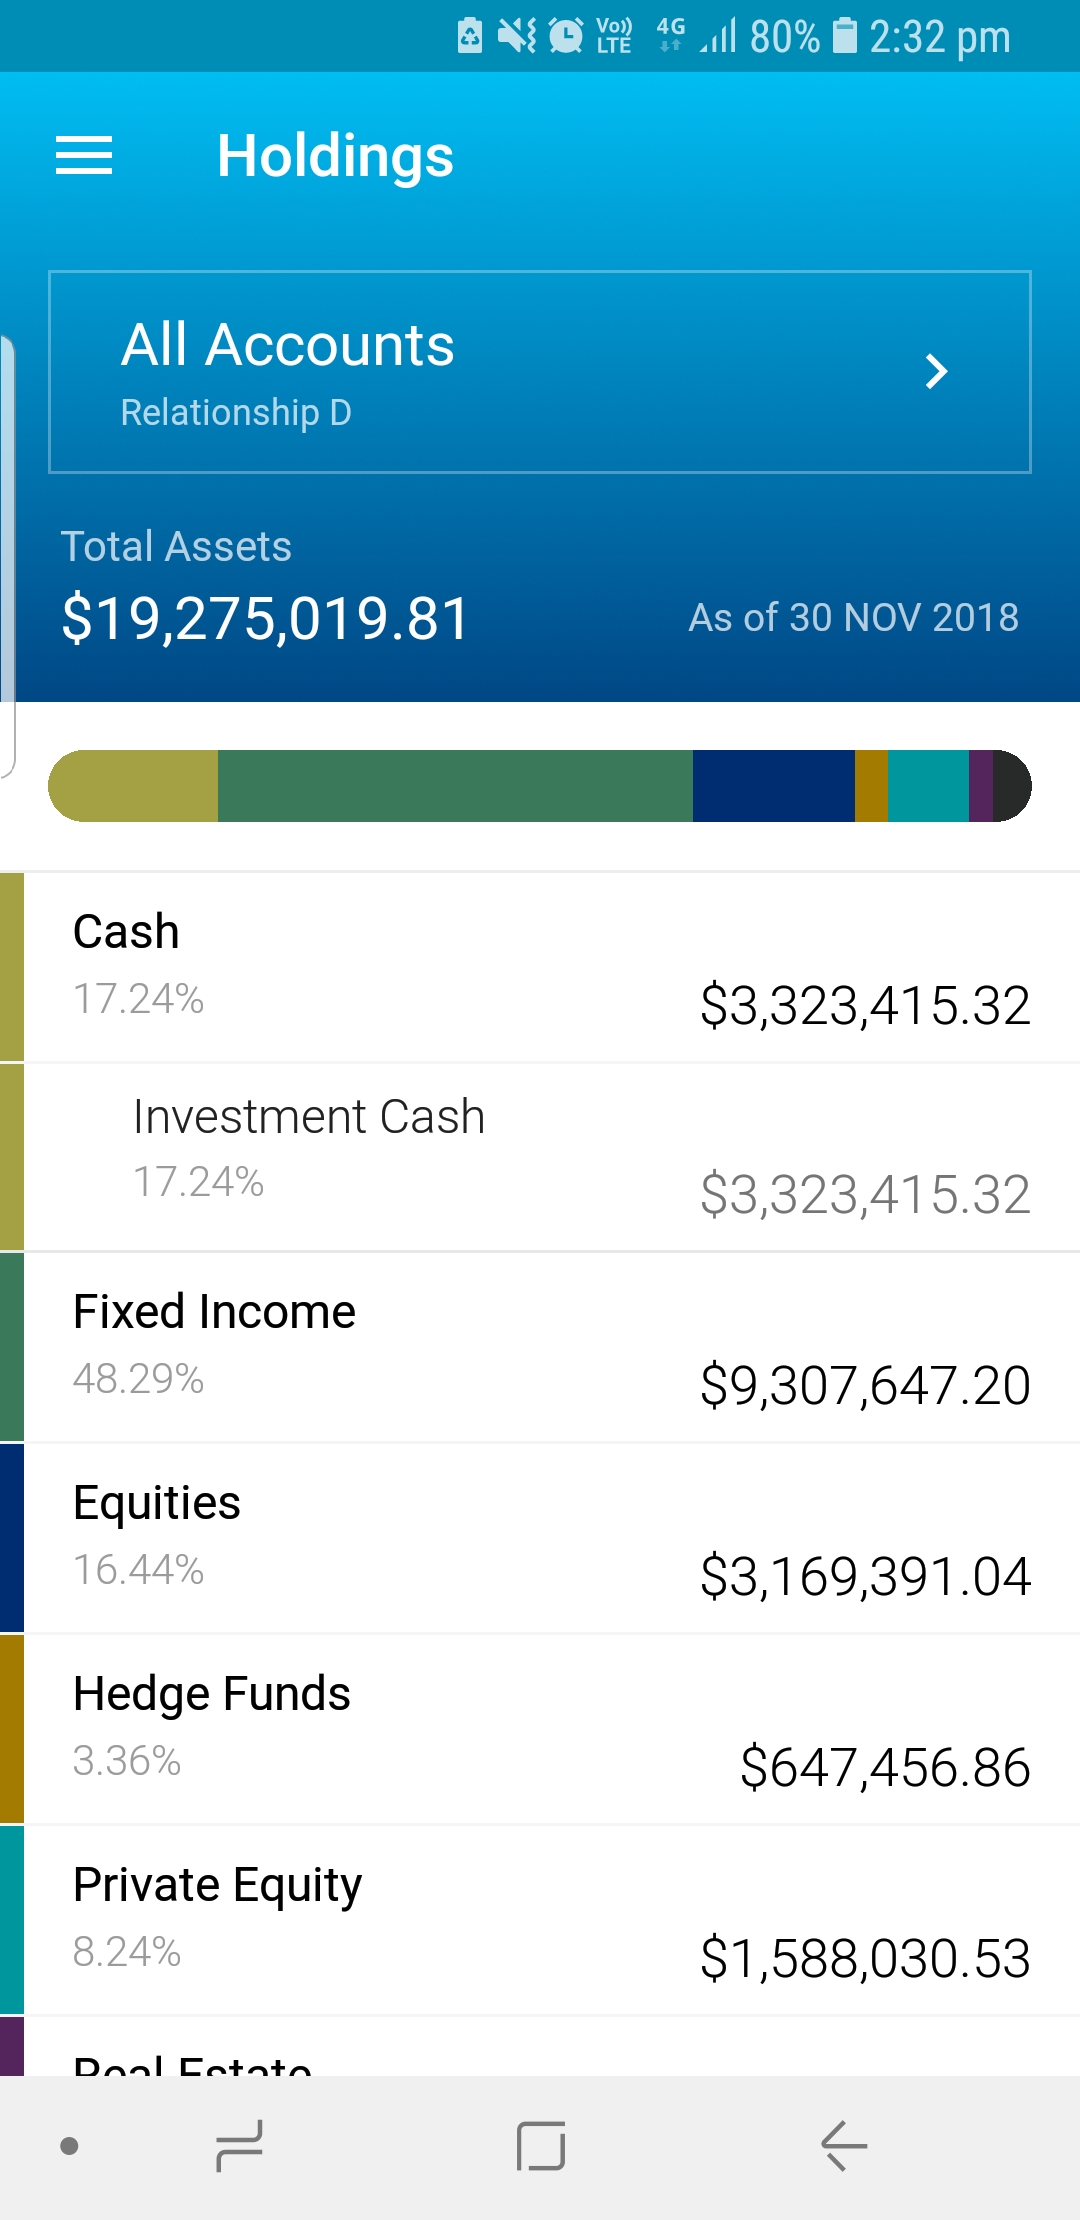 Vo)) LTE 4G 80% 2:32 pm
Holdings
All Accounts
Relationship D
Total Assets
$19,275,019.81 As of 30 NOV 2018
Cash
17.24% $3,323,415.32
Investment Cash
17.24% $3,323,415.32
Fixed Income
48.29% $9,307,647.20
Equities
16.44% $3,169,391.04
Hedge Funds
3.36% $647,456.86
Private Equity
8.24% $1,588,030.53
Real Estate